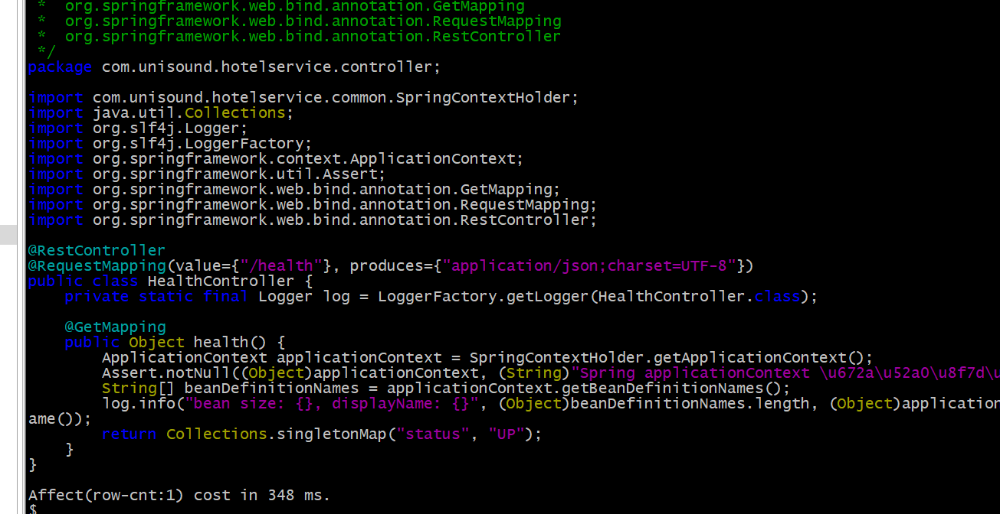 *  org.springframework.web.bind.annotation.GetMapping
 *  org.springframework.web.bind.annotation.RequestMapping
 *  org.springframework.web.bind.annotation.RestController
 */
package com.unisound.hotelservice.controller;

import com.unisound.hotelservice.common.SpringContextHolder;
import java.util.Collections;
import org.slf4j.Logger;
import org.slf4j.LoggerFactory;
import org.springframework.context.ApplicationContext;
import org.springframework.util.Assert;
import org.springframework.web.bind.annotation.GetMapping;
import org.springframework.web.bind.annotation.RequestMapping;
import org.springframework.web.bind.annotation.RestController;

@RestController
@RequestMapping(value={"/health"}, produces={"application/json;charset=UTF-8"})
public class HealthController {
    private static final Logger log = LoggerFactory.getLogger(HealthController.class);

    @GetMapping
    public Object health() {
        ApplicationContext applicationContext = SpringContextHolder.getApplicationContext();
        Assert.notNull((Object)applicationContext, (String)"Spring applicationContext \u672a\u52a0\u8f7d\u
        String[] beanDefinitionNames = applicationContext.getBeanDefinitionNames();
        log.info("bean size: {}, displayName: {}", (Object)beanDefinitionNames.length, (Object)application
ame());
        return Collections.singletonMap("status", "UP");
    }
}

Affect(row-cnt:1) cost in 348 ms.
$